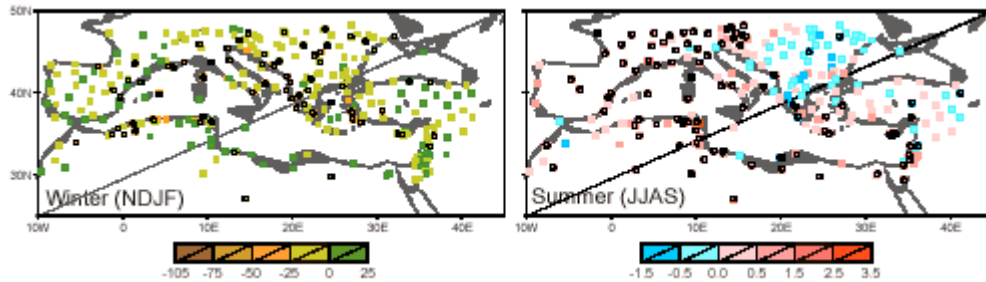 50N
40N
30N
Winter (NDJF)
Summer (JJAS)
10W 0 10E 20E 30E 40E
10W 0 10E 20E 30E 40E
-105 -75 -50 -25 0 25
-1.5 -0.5 0.0 0.5 1.5 2.5 3.5